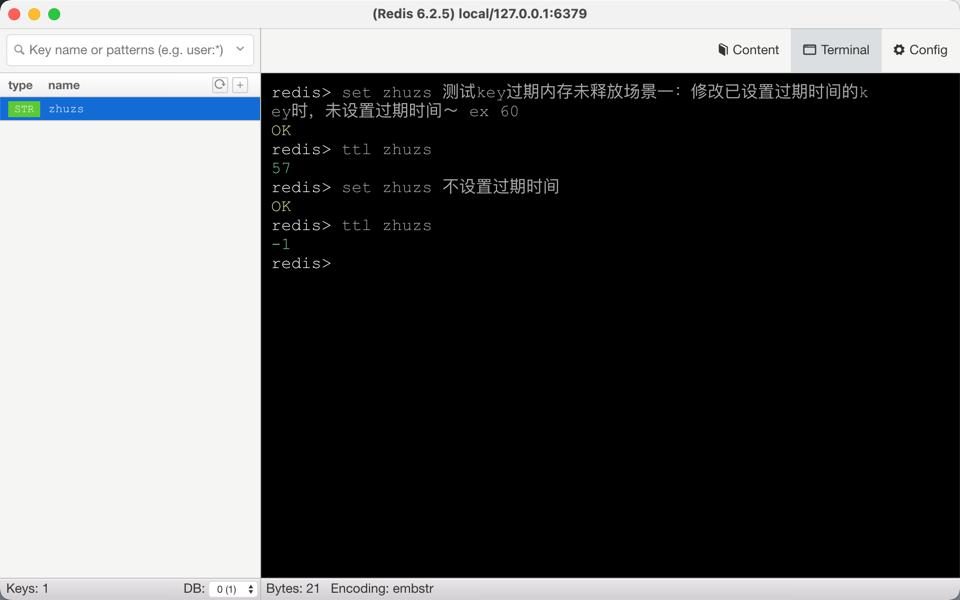 (Redis 6.2.5) local/127.0.0.1:6379
Key name or patterns (e.g. user:*)
Content
Terminal
Config
type name
STR zhuzs
redis> set zhuzs 测试key过期内存未释放场景一：修改已设置过期时间的k
ey时，未设置过期时间～ ex 60
OK
redis> ttl zhuzs
57
redis> set zhuzs 不设置过期时间
OK
redis> ttl zhuzs
-1
redis>
Keys: 1
DB: 0 (1)
Bytes: 21 Encoding: embstr